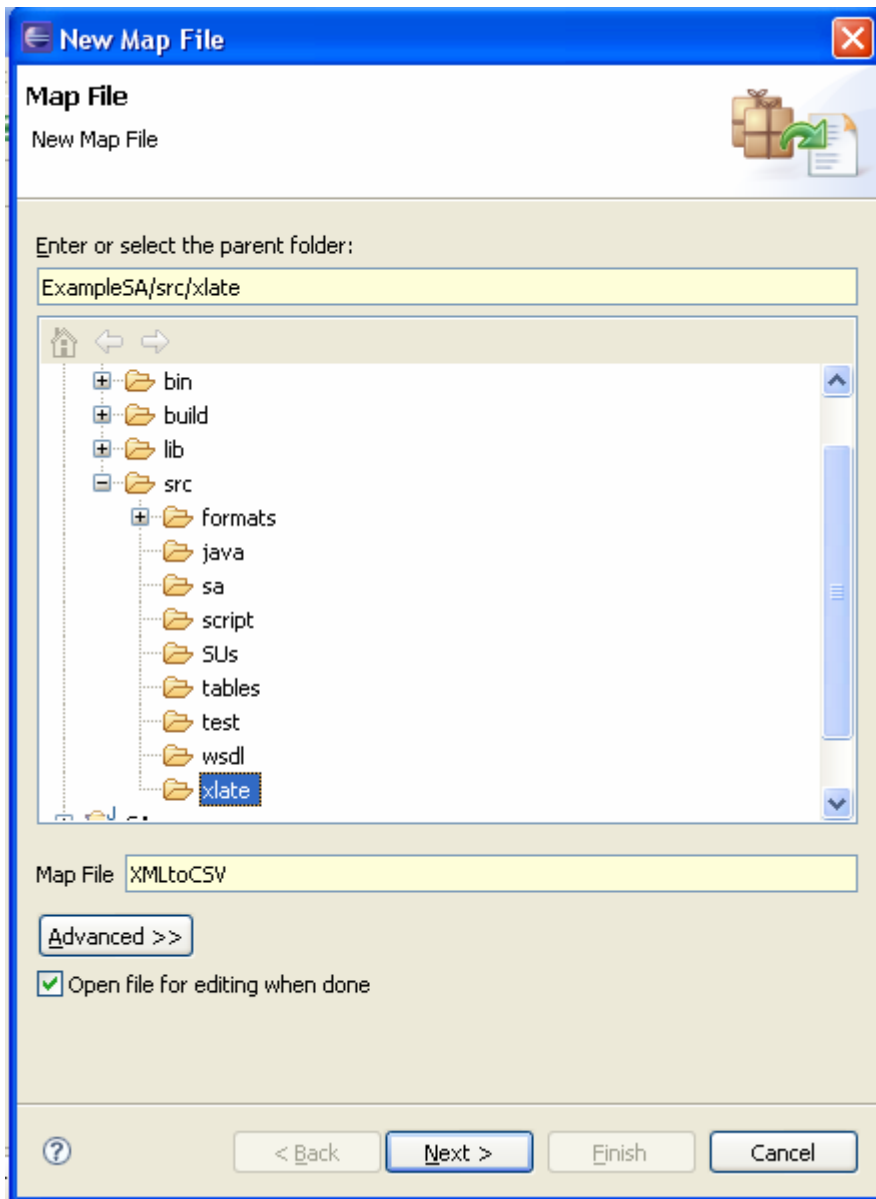 New Map File
Map File
New Map File
Enter or select the parent folder:
ExampleSA/src/xlate
bin
build
lib
src
formats
java
sa
script
SUs
tables
test
wsdl
xlate
Map File XMLtoCSV
Advanced >>
Open file for editing when done
< Back Next > Finish Cancel